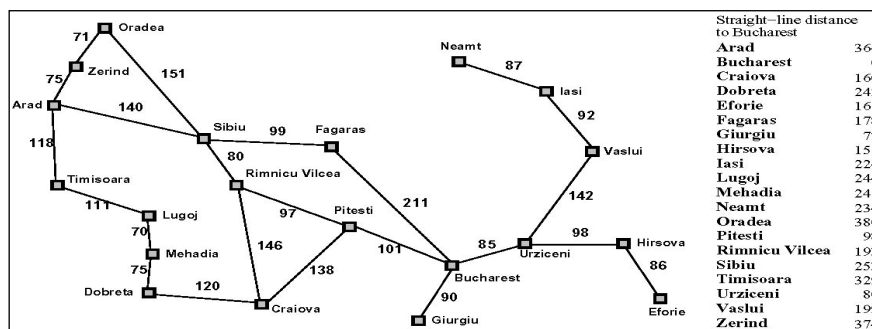 Oradea
71
Neamt
87
Zerind
151
75
Iasi
Arad
140
92
Sibiu
99
Fagaras
118
Vaslui
80
Rimnicu Vilcea
Timisoara
142
111
211
Lugoj
97
Pitesti
70
98
Hirsova
85
146
101
Urziceni
Mehadia
138
86
75
120
Bucharest
Dobreta
90
Craiova
Eforie
Giurgiu
Straight-line distance
to Bucharest
Arad
Bucharest
Craiova
Dobreta
Eforie
Fagaras
Giurgiu
Hirsova
Iasi
Lugoj
Mehadia
Neamt
Oradea
Pitesti
Rimnicu Vilcea
Sibiu
Timisoara
Urziceni
Vaslui
Zerind